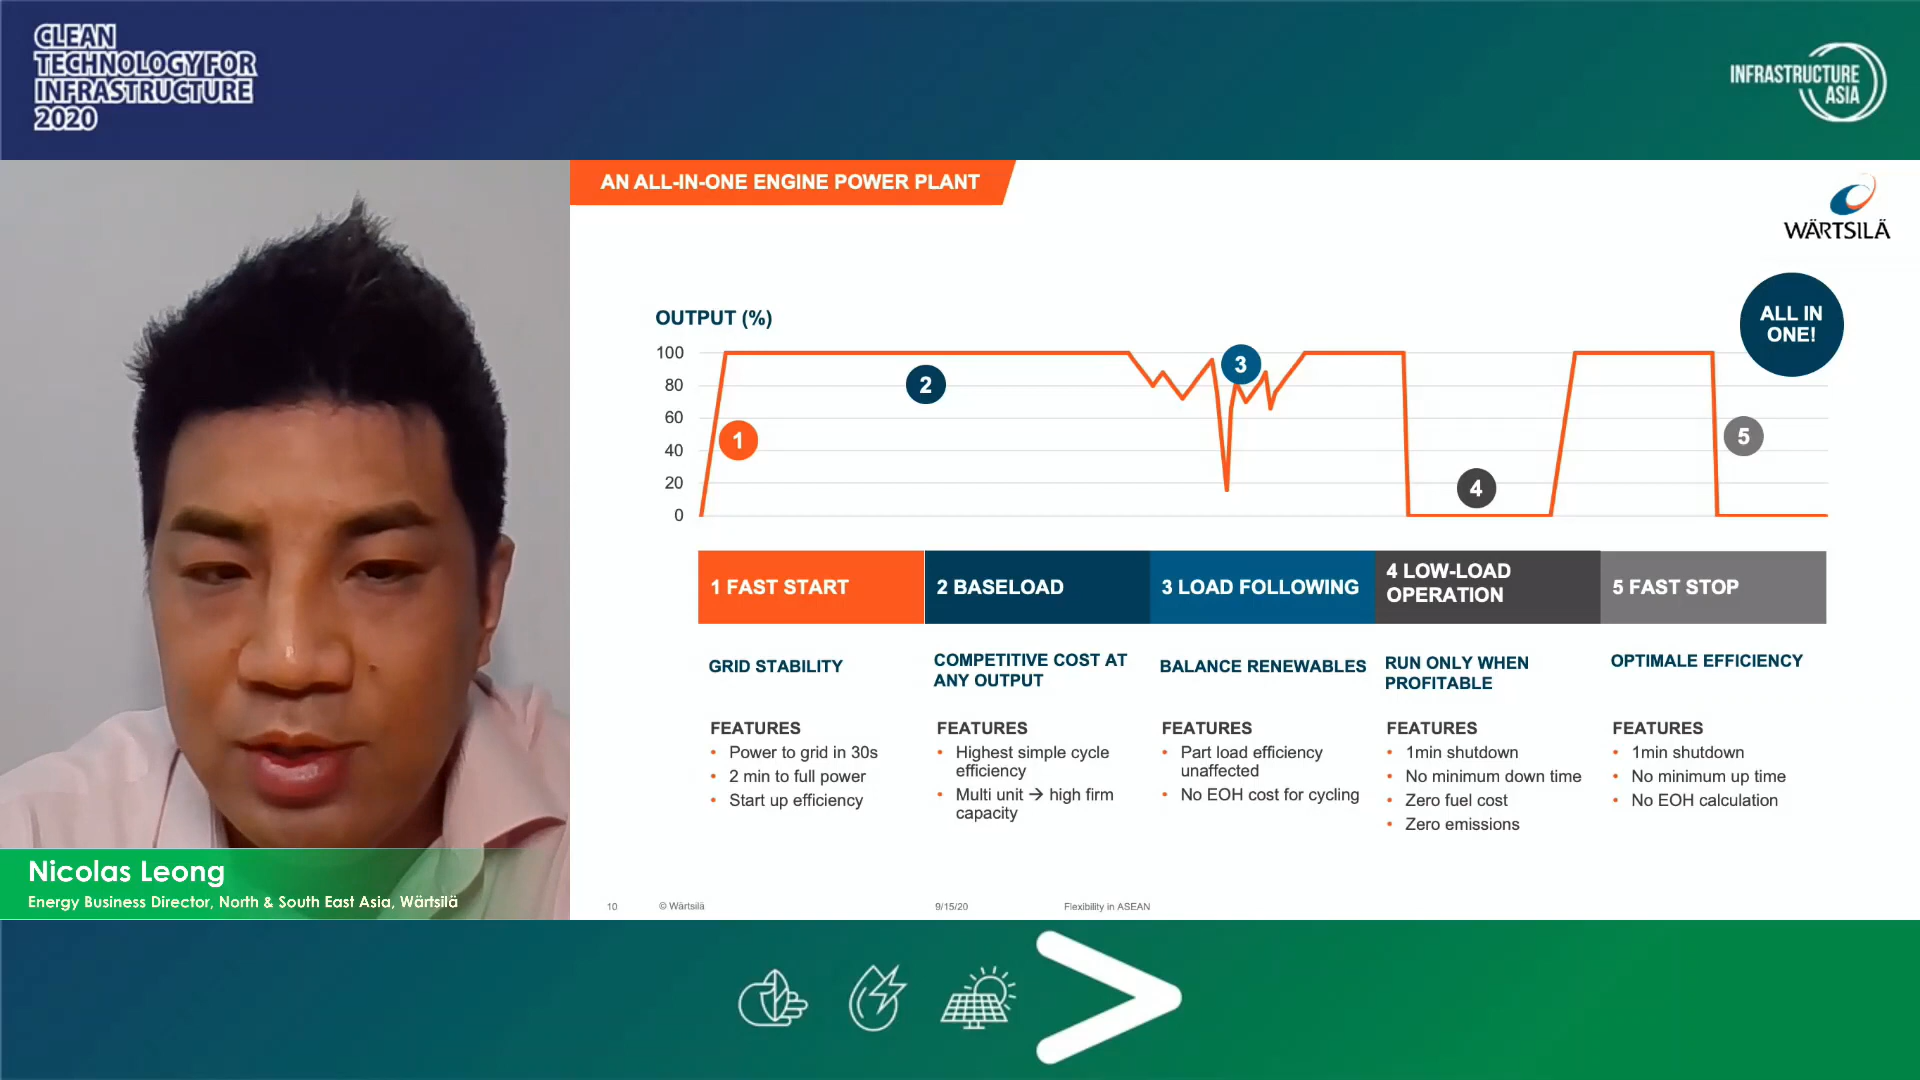 CLEAN
TECHNOLOGY FOR
INFRASTRUCTURE
2020
INFRASTRUCTURE
ASIA
AN ALL-IN-ONE ENGINE POWER PLANT
WÄRTSILÄ
ALL IN
ONE!
OUTPUT (%)
100
80
60
40
20
0
1
2
3
4
5
1 FAST START
2 BASELOAD
3 LOAD FOLLOWING
4 LOW-LOAD
OPERATION
5 FAST STOP
GRID STABILITY
COMPETITIVE COST AT
ANY OUTPUT
BALANCE RENEWABLES
RUN ONLY WHEN
PROFITABLE
OPTIMALE EFFICIENCY
FEATURES
• Power to grid in 30s
• 2 min to full power
• Start up efficiency
FEATURES
• Highest simple cycle
efficiency
• Multi unit → high firm
capacity
FEATURES
• Part load efficiency
unaffected
• No EOH cost for cycling
FEATURES
• 1min shutdown
• No minimum down time
• Zero fuel cost
• Zero emissions
FEATURES
• 1min shutdown
• No minimum up time
• No EOH calculation
Nicolas Leong
Energy Business Director, North & South East Asia, Wärtsilä
10
© Wärtsilä
9/15/20
Flexibility in ASEAN